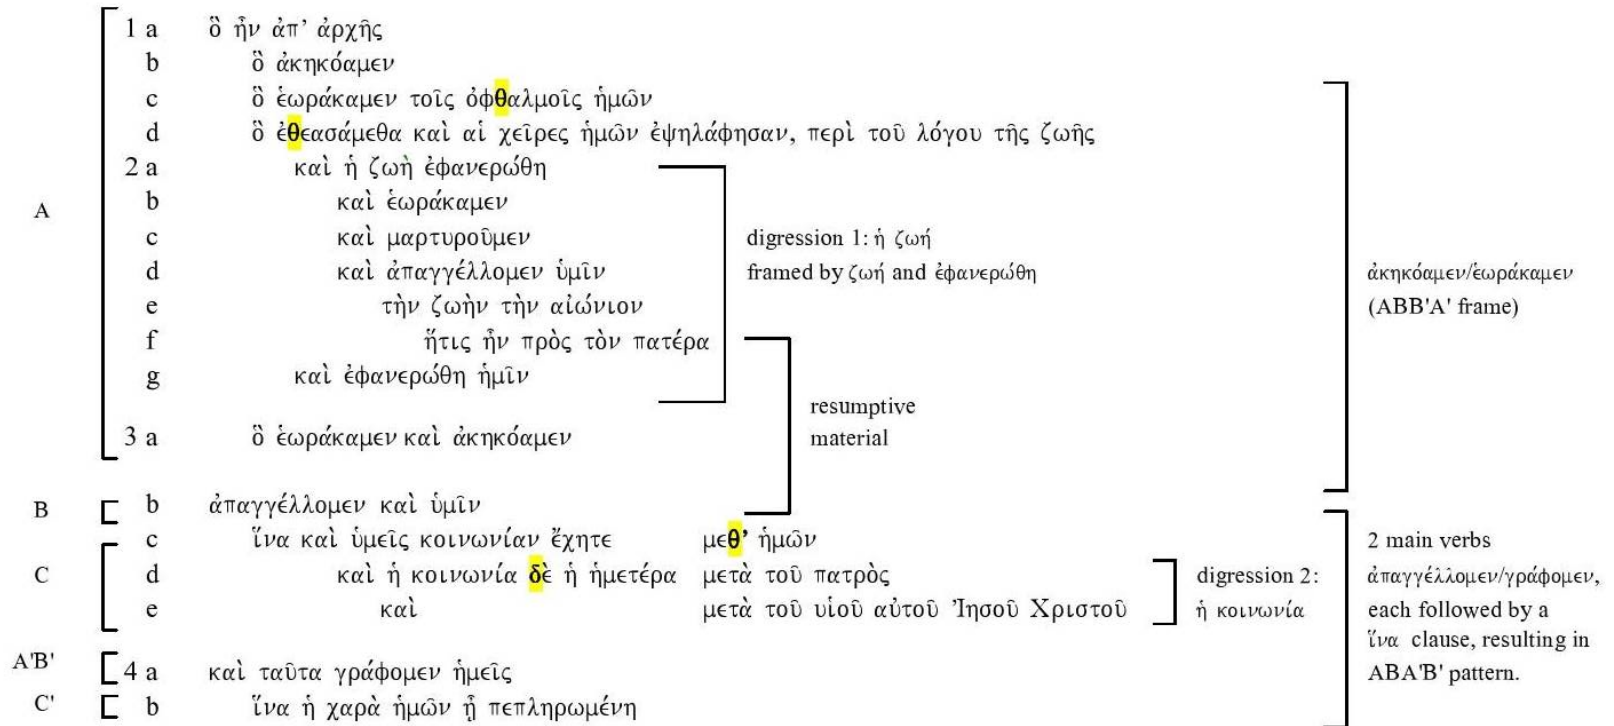 1 a ὃ ἦν ἀπ’ ἀρχῆς
b ὃ ἀκηκόαμεν
c ὃ ἑωράκαμεν τοῖς ὀφθαλμοῖς ἡμῶν
d ὃ ἐθεασάμεθα καὶ αἱ χεῖρες ἡμῶν ἐψηλάφησαν, περὶ τοῦ λόγου τῆς ζωῆς
2 a καὶ ἡ ζωὴ ἐφανερώθη
b καὶ ἑωράκαμεν
A
c καὶ μαρτυροῦμεν digression 1: ἡ ζωή
d καὶ ἀπαγγέλλομεν ὑμῖν framed by ζωή and ἐφανερώθη ἀκηκόαμεν/ἑωράκαμεν
e τὴν ζωὴν τὴν αἰώνιον (ABB'A' frame)
f ἥτις ἦν πρὸς τὸν πατέρα
g καὶ ἐφανερώθη ἡμῖν
resumptive
3 a ὃ ἑωράκαμεν καὶ ἀκηκόαμεν material
B b ἀπαγγέλλομεν καὶ ὑμῖν
c ἵνα καὶ ὑμεῖς κοινωνίαν ἔχητε μεθ’ ἡμῶν 2 main verbs
C d καὶ ἡ κοινωνία δὲ ἡ ἡμετέρα μετὰ τοῦ πατρὸς digression 2: ἀπαγγέλλομεν/γράφομεν,
e καὶ μετὰ τοῦ υἱοῦ αὐτοῦ Ἰησοῦ Χριστοῦ ἡ κοινωνία each followed by a
ἵνα clause, resulting in
A'B' 4 a καὶ ταῦτα γράφομεν ἡμεῖς ABA'B' pattern.
C' b ἵνα ἡ χαρὰ ἡμῶν ᾖ πεπληρωμένη